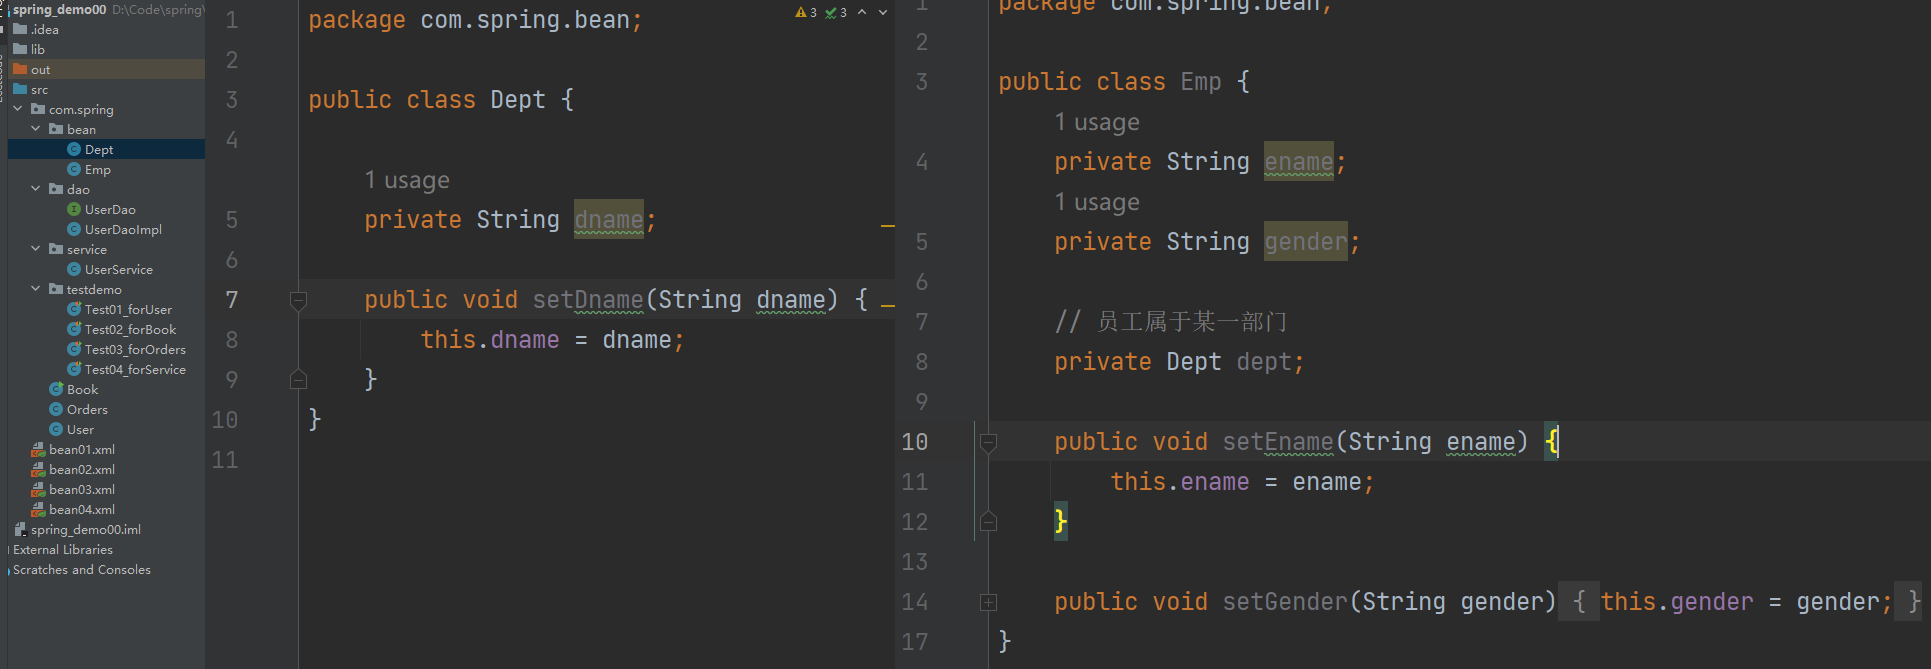 spring_demo00 D:\Code\spring\
.idea
lib
out
src
com.spring
bean
Dept
Emp
dao
UserDao
UserDaoImpl
service
UserService
testdemo
Test01_forUser
Test02_forBook
Test03_forOrders
Test04_forService
Book
Orders
User
bean01.xml
bean02.xml
bean03.xml
bean04.xml
spring_demo00.iml
External Libraries
Scratches and Consoles
1 package com.spring.bean;
3 3
2
3 public class Dept {
4
1 usage
5 private String dname;
6
7 public void setDname(String dname) {
8 this.dname = dname;
9 }
10 }
11
1 package com.spring.bean;
2
3 public class Emp {
1 usage
4 private String ename;
1 usage
5 private String gender;
6
7 // 员工属于某一部门
8 private Dept dept;
9
10 public void setEname(String ename) {
11 this.ename = ename;
12 }
13
14 public void setGender(String gender) { this.gender = gender; }
17 }